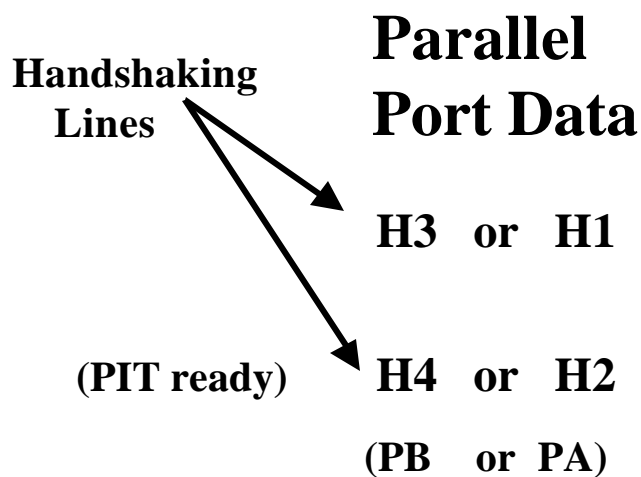 Handshaking
Lines
Parallel
Port Data
H3 or H1
(PIT ready) H4 or H2
(PB or PA)